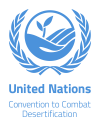 United Nations
Convention to Combat
Desertification